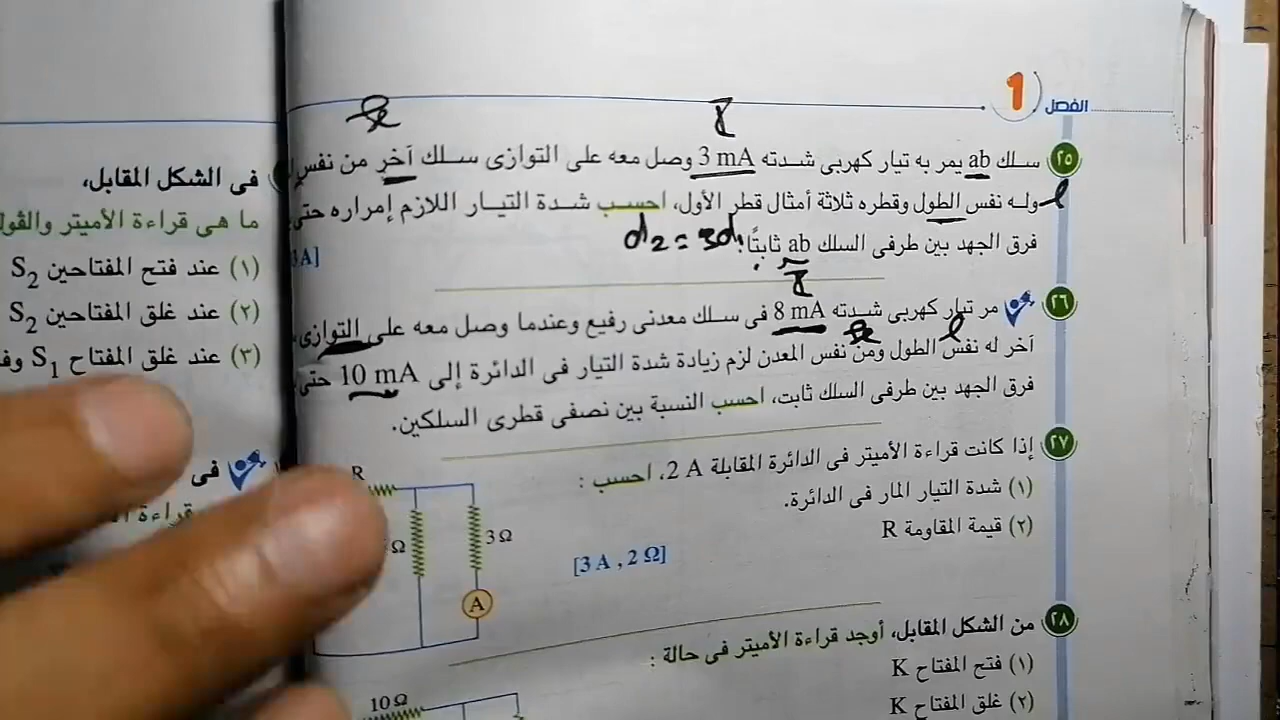 الفصل 1
٢٥ سلك ab يمر به تيار كهربى شدته 3 mA وصل معه على التوازى سلك آخر من نفس
وله نفس الطول وقطره ثلاثة أمثال قطر الأول، احسب شدة التيار اللازم إمراره حتى
فرق الجهد بين طرفى السلك ab ثابتًا.
d₂ = 3d₁
٢٦ مر تيار كهربى شدته 8 mA فى سلك معدنى رفيع وعندما وصل معه على التوازى،
آخر له نفس الطول ومن نفس المعدن لزم زيادة شدة التيار فى الدائرة إلى 10 mA حتى
فرق الجهد بين طرفى السلك ثابت، احسب النسبة بين نصفى قطرى السلكين.
٢٧ إذا كانت قراءة الأميتر فى الدائرة المقابلة 2 A، احسب :
(١) شدة التيار المار فى الدائرة.
(٢) قيمة المقاومة R
[3 A , 2 Ω]
R
Ω
3 Ω
A
٢٨ من الشكل المقابل، أوجد قراءة الأميتر فى حالة :
(١) فتح المفتاح K
(٢) غلق المفتاح K
10 Ω
فى الشكل المقابل،
ما هى قراءة الأميتر
(١) عند فتح المفتاحين S₂
(٢) عند غلق المفتاحين S₂
(٣) عند غلق المفتاح S₁
فى
قراءة